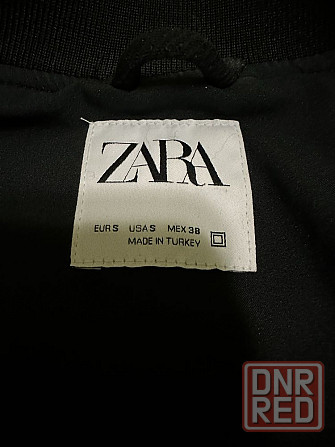 ZARA
EUR S USA S MEX 38
MADE IN TURKEY
DNR
RED